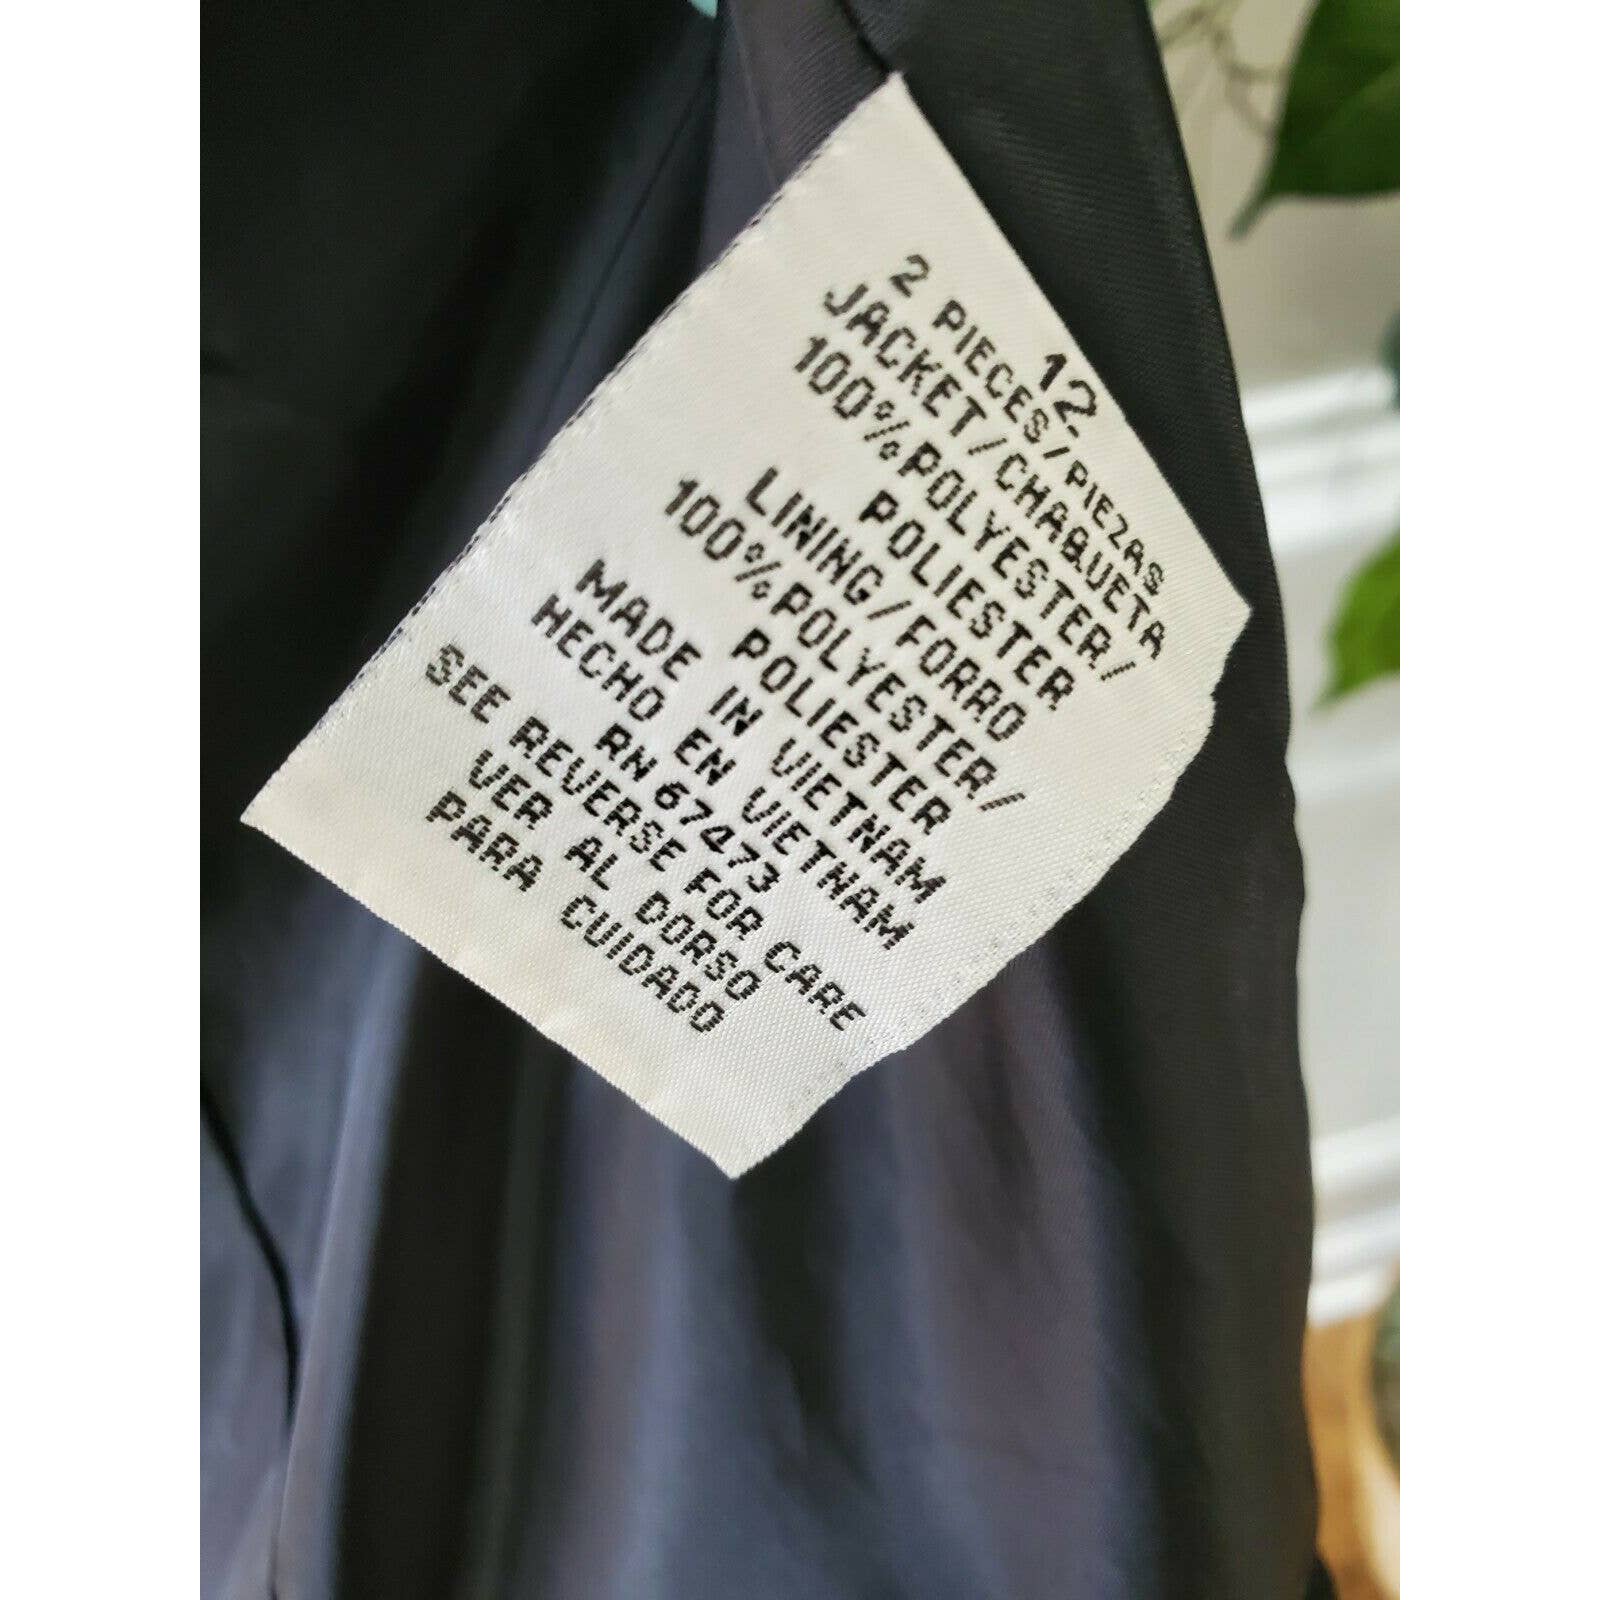 12
2 PIECES/PIEZAS
JACKET/CHAQUETA
100%POLYESTER/
POLIESTER
LINING/FORRO
100%POLYESTER/
POLIESTER
MADE IN VIETNAM
HECHO EN VIETNAM
RN 67473
SEE REVERSE FOR CARE
VER AL DORSO
PARA CUIDADO